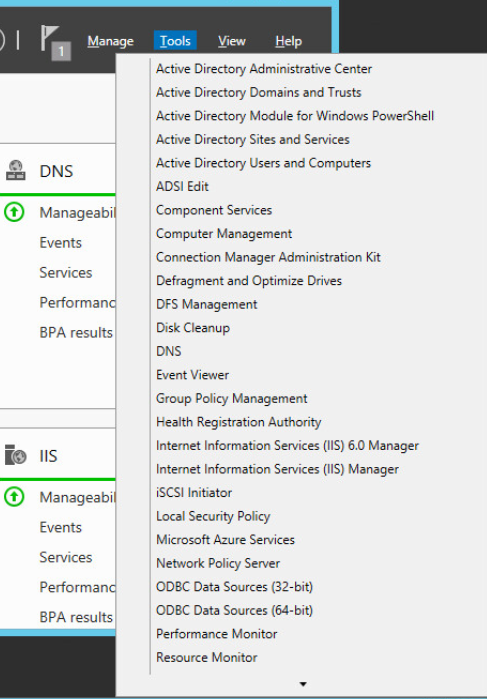 1 Manage Tools View Help
Active Directory Administrative Center
Active Directory Domains and Trusts
Active Directory Module for Windows PowerShell
Active Directory Sites and Services
Active Directory Users and Computers
ADSI Edit
Component Services
Computer Management
Connection Manager Administration Kit
Defragment and Optimize Drives
DFS Management
Disk Cleanup
DNS
Event Viewer
Group Policy Management
Health Registration Authority
Internet Information Services (IIS) 6.0 Manager
Internet Information Services (IIS) Manager
iSCSI Initiator
Local Security Policy
Microsoft Azure Services
Network Policy Server
ODBC Data Sources (32-bit)
ODBC Data Sources (64-bit)
Performance Monitor
Resource Monitor
DNS
Manageabil
Events
Services
Performanc
BPA results
IIS
Manageabil
Events
Services
Performanc
BPA results